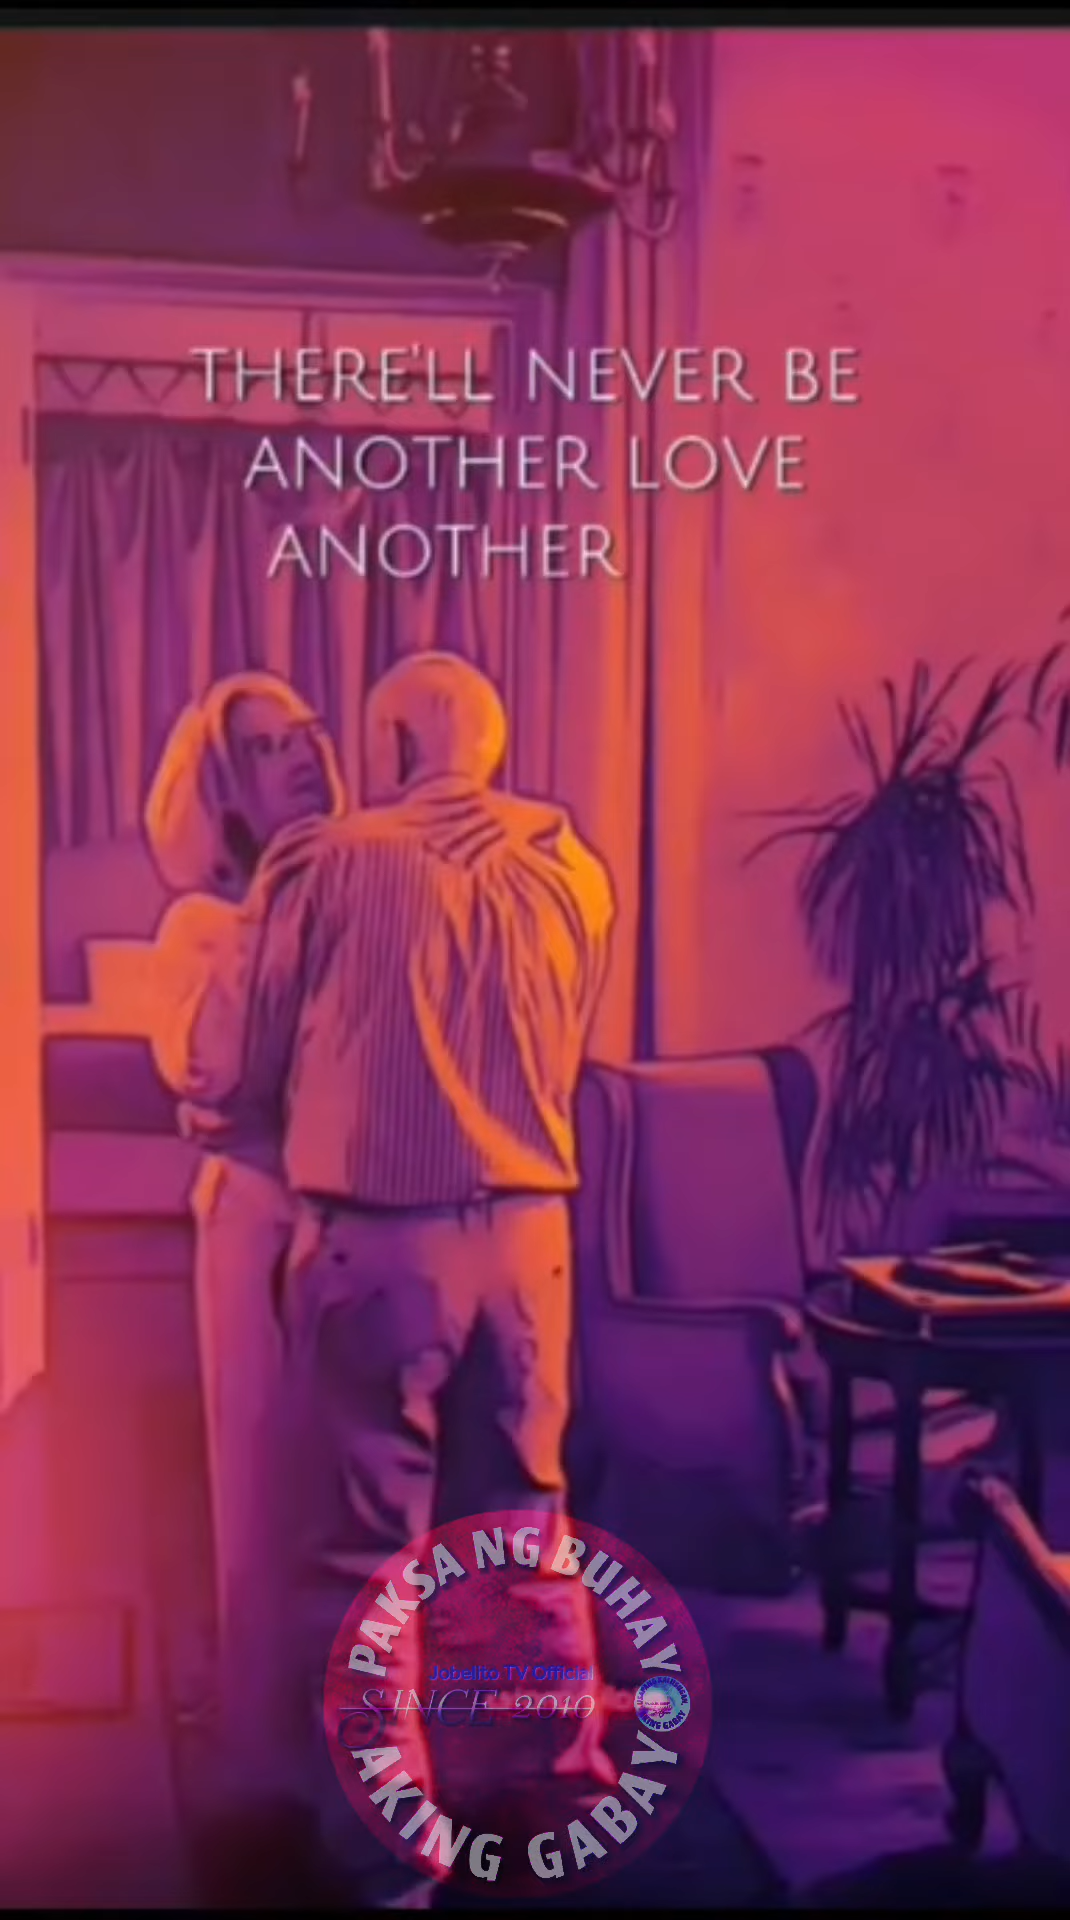 THERE'LL NEVER BE
ANOTHER LOVE
ANOTHER
PAKSA NG BUHAY
Jobelito TV Official
SINCE 2010
AKING GABAY